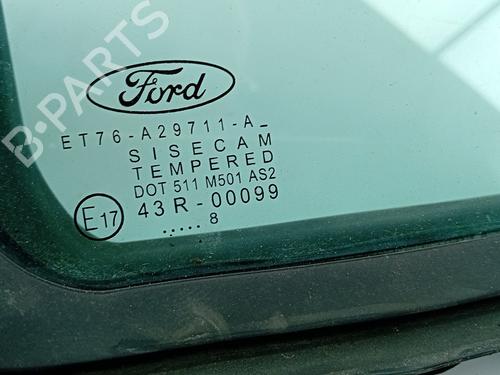 B-PARTS
Ford
ET76-A29711-A_
SISECAM
TEMPERED
DOT 511 M501 AS2
E17 43R-00099
..... 8